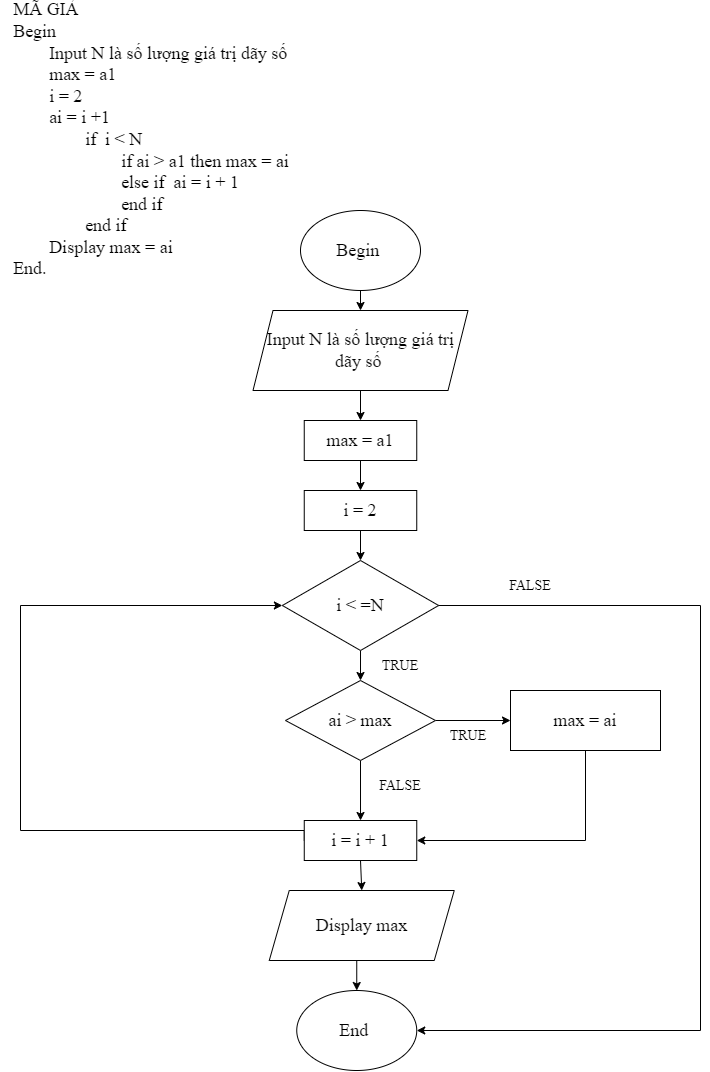 MÃ GIẢ
Begin
Input N là số lượng giá trị dãy số
max = a1
i = 2
ai = i +1
if i < N
if ai > a1 then max = ai
else if ai = i + 1
end if
end if
Display max = ai
End.
Begin
Input N là số lượng giá trị
dãy số
max = a1
i = 2
i < =N
FALSE
TRUE
ai > max
TRUE
max = ai
FALSE
i = i + 1
Display max
End